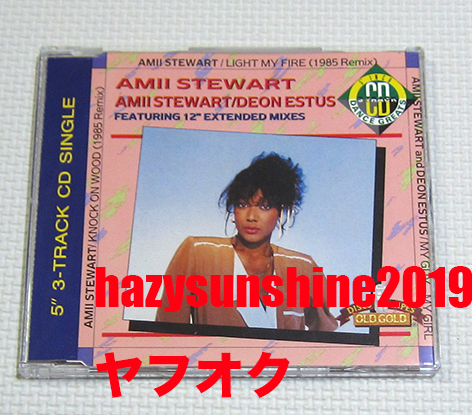 AMII STEWART / LIGHT MY FIRE (1985 Remix)
AMII STEWART
AMII STEWART/DEON ESTUS
FEATURING 12" EXTENDED MIXES
CD
DANCE GREATS
5" 3-TRACK CD SINGLE
AMII STEWART/KNOCK ON WOOD (1985 Remix)
AMII STEWART and DEON ESTUS/MY GUY - MY GIRL
OLD GOLD
hazysunshine2019
ヤフオク